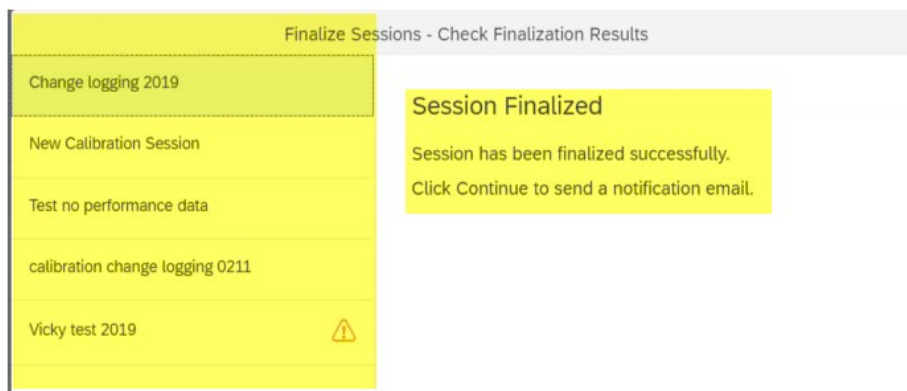 Finalize Sessions - Check Finalization Results
Change logging 2019
New Calibration Session
Test no performance data
calibration change logging 0211
Vicky test 2019
Session Finalized
Session has been finalized successfully.
Click Continue to send a notification email.